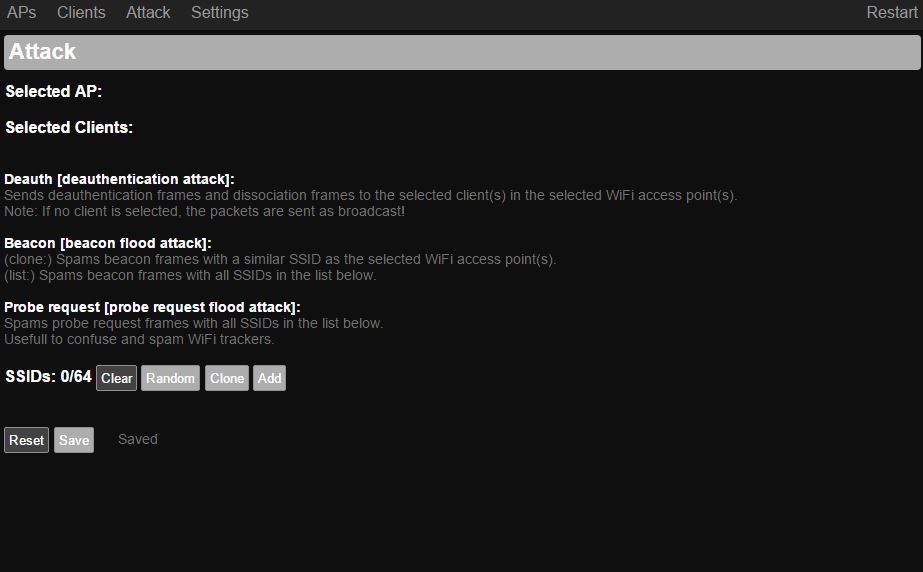 APs Clients Attack Settings Restart
Attack
Selected AP:
Selected Clients:
Deauth [deauthentication attack]:
Sends deauthentication frames and dissociation frames to the selected client(s) in the selected WiFi access point(s).
Note: If no client is selected, the packets are sent as broadcast!
Beacon [beacon flood attack]:
(clone:) Spams beacon frames with a similar SSID as the selected WiFi access point(s).
(list:) Spams beacon frames with all SSIDs in the list below.
Probe request [probe request flood attack]:
Spams probe request frames with all SSIDs in the list below.
Usefull to confuse and spam WiFi trackers.
SSIDs: 0/64 Clear Random Clone Add
Reset Save Saved